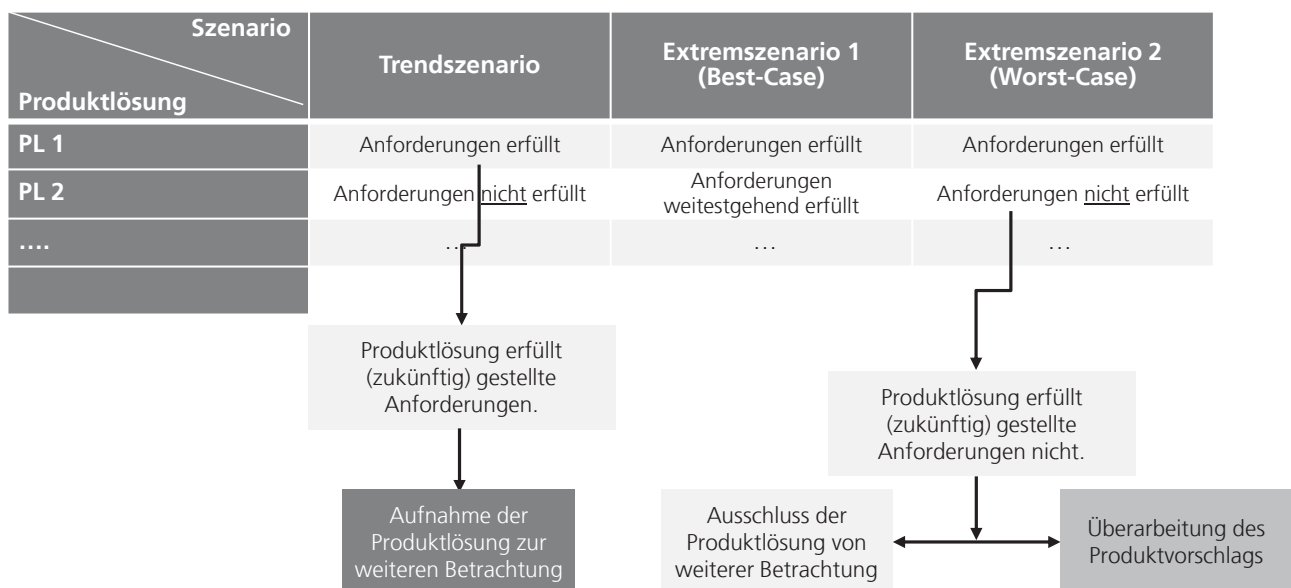 Szenario
Produktlösung
Trendszenario
Extremszenario 1
(Best-Case)
Extremszenario 2
(Worst-Case)
PL 1
Anforderungen erfüllt
Anforderungen erfüllt
Anforderungen erfüllt
PL 2
Anforderungen nicht erfüllt
Anforderungen
weitestgehend erfüllt
Anforderungen nicht erfüllt
....
...
...
...
Produktlösung erfüllt
(zukünftig) gestellte
Anforderungen.
Produktlösung erfüllt
(zukünftig) gestellte
Anforderungen nicht.
Aufnahme der
Produktlösung zur
weiteren Betrachtung
Ausschluss der
Produktlösung von
weiterer Betrachtung
Überarbeitung des
Produktvorschlags